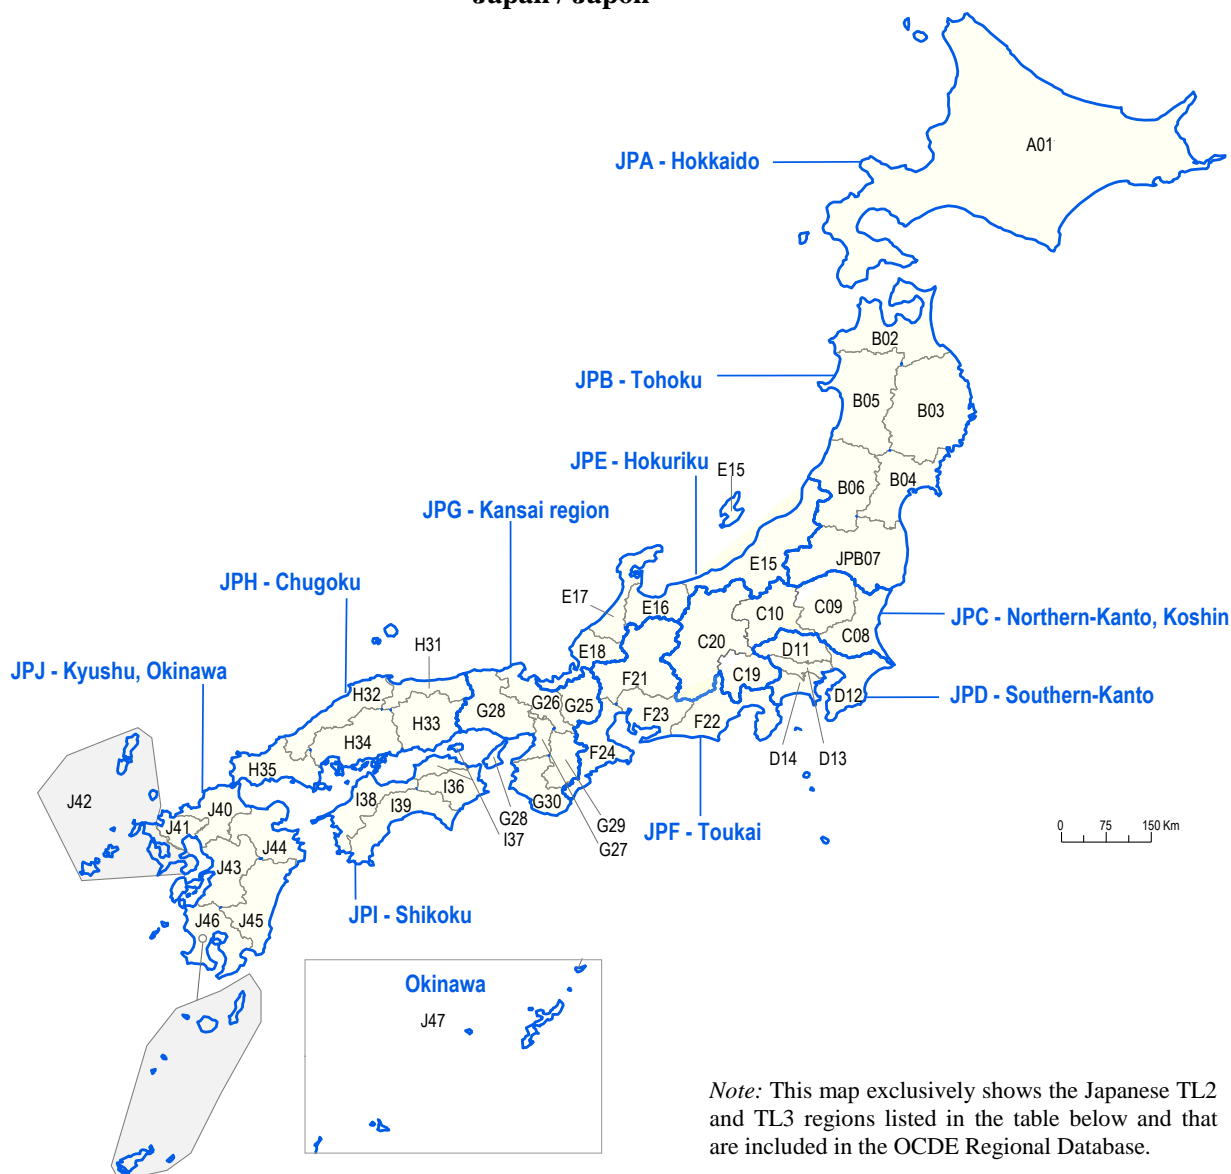 Japan / Japon
A01
JPA - Hokkaido
B02
JPB - Tohoku
B05
B03
JPE - Hokuriku
E15
B06
B04
JPG - Kansai region
E15
JPB07
JPH - Chugoku
E17
E16
C10
C09
JPC - Northern-Kanto, Koshin
C08
H31
E18
C20
D11
JPJ - Kyushu, Okinawa
H32
F21
C19
D12
JPD - Southern-Kanto
G28
G26
G25
H33
F23
F22
H34
F24
D14
D13
H35
I36
J42
I38
I39
G30
J40
J41
G28
G29
JPF - Toukai
0 75 150 Km
I37
G27
J44
J43
J46
J45
JPI - Shikoku
Okinawa
J47
Note: This map exclusively shows the Japanese TL2
and TL3 regions listed in the table below and that
are included in the OCDE Regional Database.